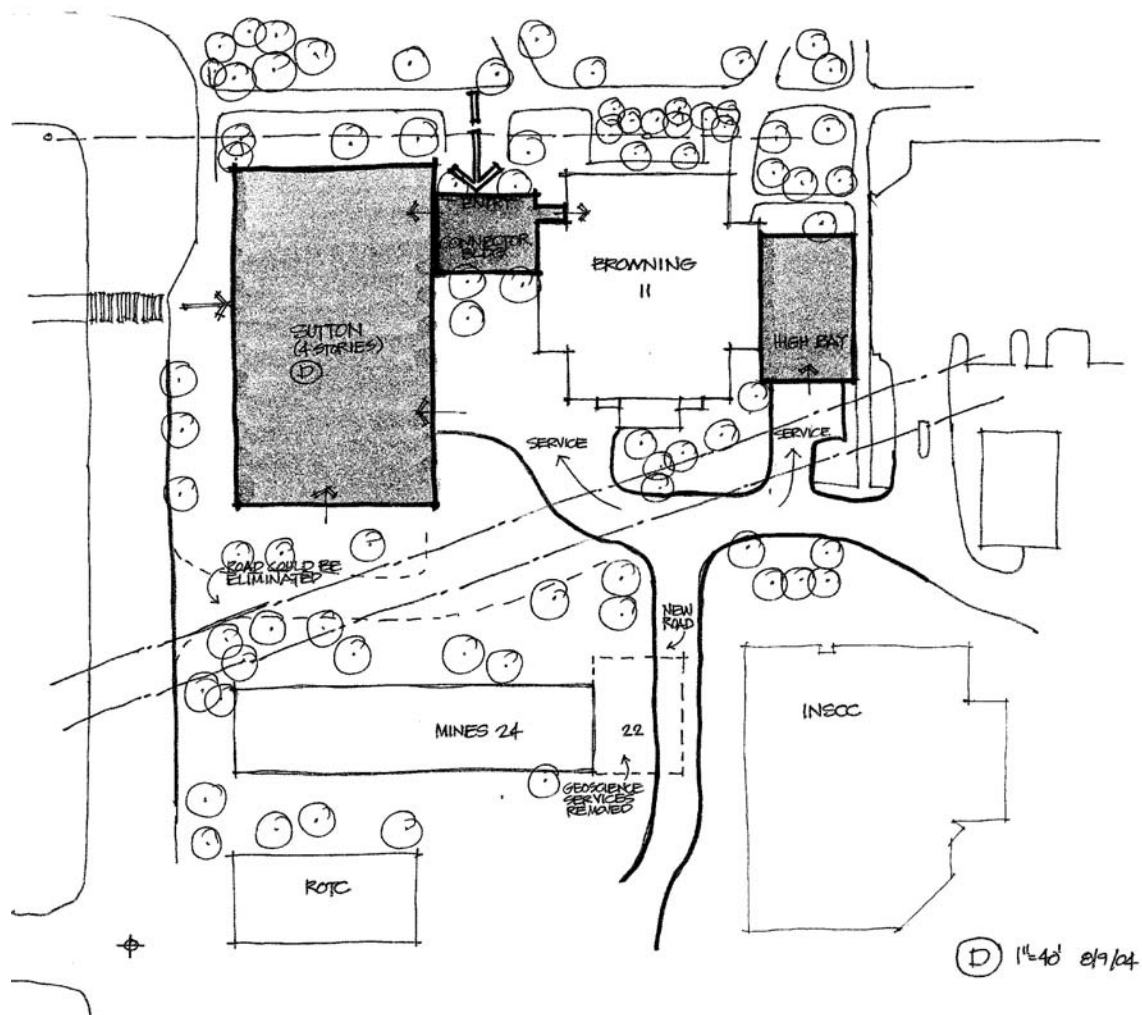 ENTRY
CONNECTOR
BLDG.
BROWNING
11
SUTTON
(4 STORIES)
D
HIGH BAY
SERVICE
SERVICE
ROAD COULD BE
ELIMINATED
NEW
ROAD
MINES 24
22
INSCC
GEOSCIENCE
SERVICES
REMOVED
ROTC
D 1"=40' 8/9/04